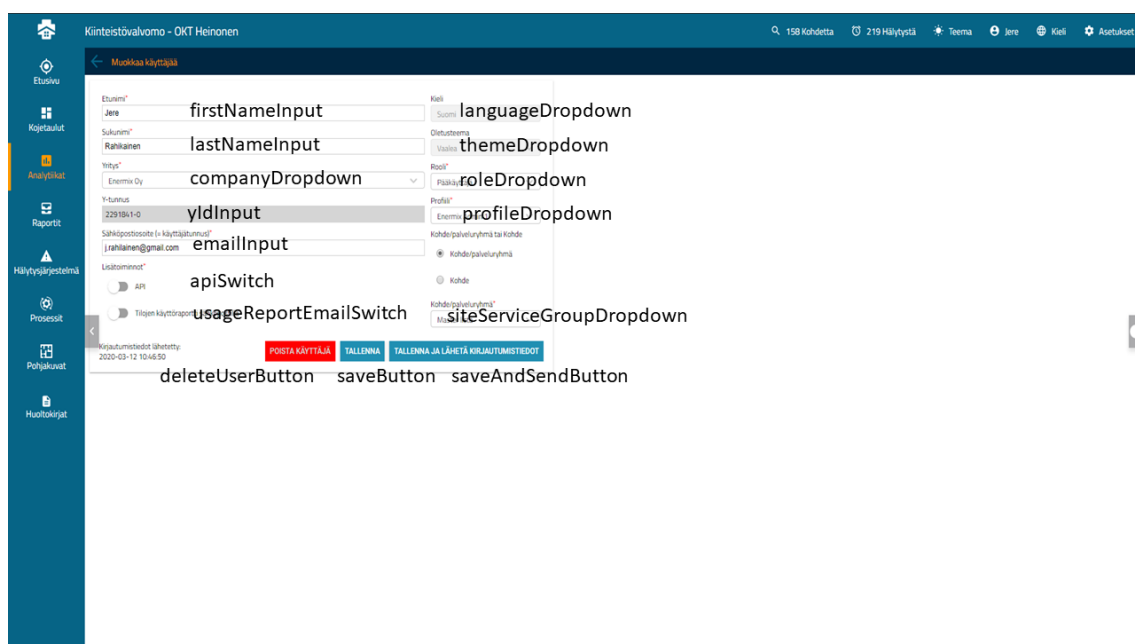 Kiinteistövalvomo - OKT Heinonen
158 Kohdetta
219 Hälytystä
Teema
Jere
Kieli
Asetukset
Muokkaa käyttäjää
Etusivu
Kojetaulut
Analytiikat
Raportit
Hälytysjärjestelmä
Prosessit
Pohjakuvat
Huoltokirjat
Etunimi*
Jere
firstNameInput
Sukunimi*
Rahikainen
lastNameInput
Yritys*
Enermix Oy
companyDropdown
Y-tunnus
2291841-0
yIdInput
Sähköpostiosoite (= käyttäjätunnus)*
j.rahilainen@gmail.com
emailInput
Lisätoiminnot*
API
apiSwitch
Tilojen käyttöraportti
usageReportEmailSwitch
Kieli
Suomi
languageDropdown
Oletusteema
Vaalea
themeDropdown
Rooli*
roleDropdown
Profiili*
Enermix
profileDropdown
Kohde/palveluryhmä tai Kohde
Kohde/palveluryhmä
Kohde
Kohde/palveluryhmä*
siteServiceGroupDropdown
Kirjautumistiedot lähetetty:
2020-03-12 10:46:50
POISTA KÄYTTÄJÄ
TALLENNA
TALLENNA JA LÄHETÄ KIRJAUTUMISTIEDOT
deleteUserButton
saveButton
saveAndSendButton